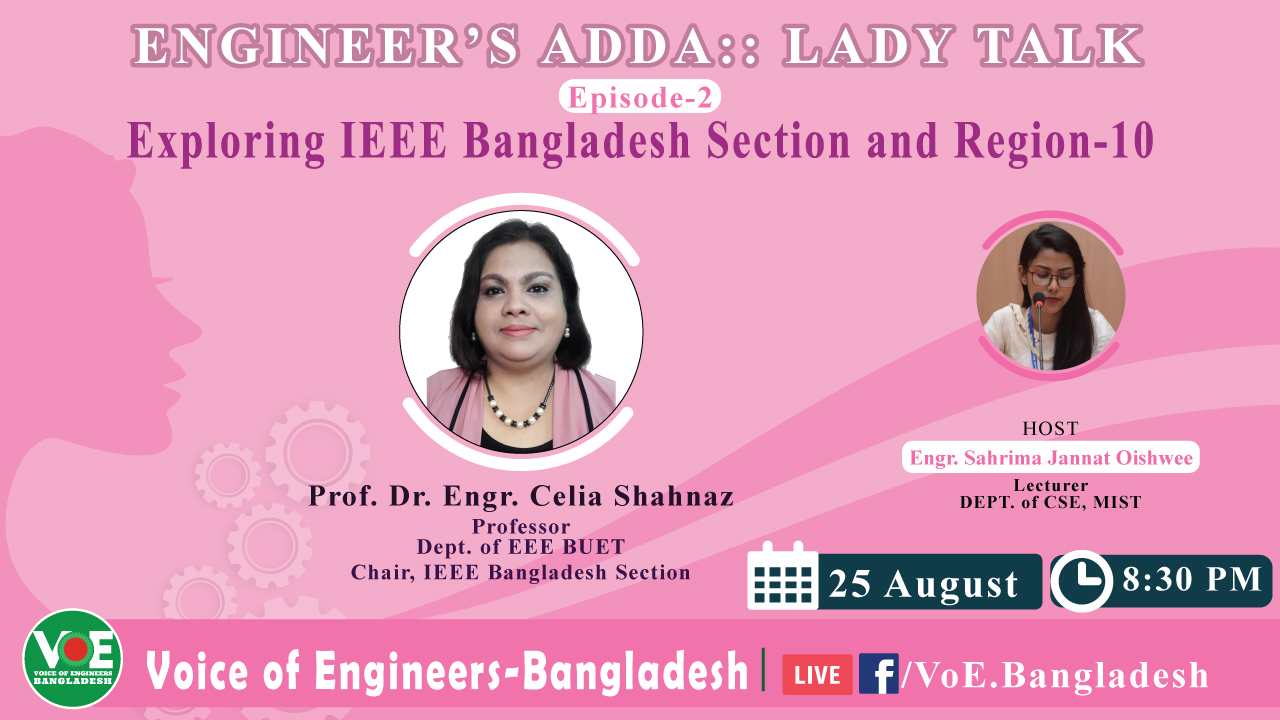 ENGINEER'S ADDA:: LADY TALK
Episode-2
Exploring IEEE Bangladesh Section and Region-10
Prof. Dr. Engr. Celia Shahnaz
Professor
Dept. of EEE BUET
Chair, IEEE Bangladesh Section
HOST
Engr. Sahrima Jannat Oishwee
Lecturer
DEPT. of CSE, MIST
25 August
8:30 PM
VOE
VOICE OF ENGINEERS
BANGLADESH
Voice of Engineers-Bangladesh
LIVE
f/VoE.Bangladesh